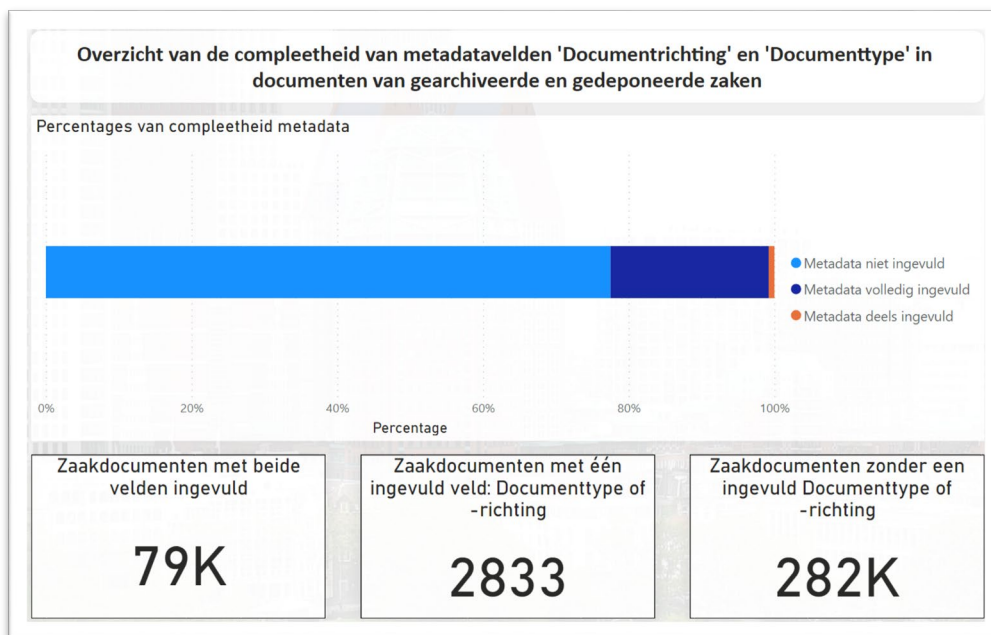 Overzicht van de compleetheid van metadatavelden 'Documentrichting' en 'Documenttype' in
documenten van gearchiveerde en gedeponeerde zaken
Percentages van compleetheid metadata
Metadata niet ingevuld
Metadata volledig ingevuld
Metadata deels ingevuld
0% 20% 40% 60% 80% 100%
Percentage
Zaakdocumenten met beide
velden ingevuld
79K
Zaakdocumenten met één
ingevuld veld: Documenttype of
-richting
2833
Zaakdocumenten zonder een
ingevuld Documenttype of
-richting
282K